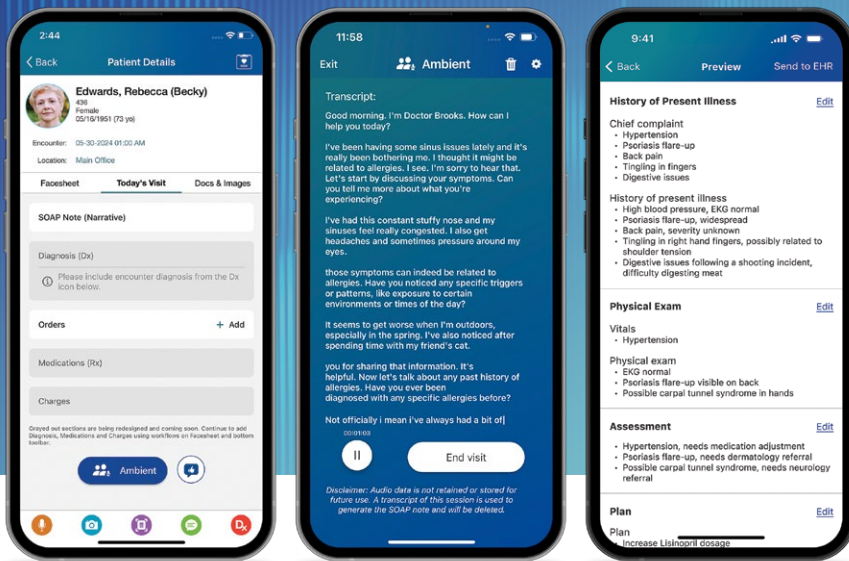 2:44
Back
Patient Details
Edwards, Rebecca (Becky)
436
Female
05/16/1951 (73 yo)
Encounter: 05-30-2024 01:00 AM
Location: Main Office
Facesheet Today's Visit Docs & Images
SOAP Note (Narrative)
Diagnosis (Dx)
Please include encounter diagnosis from the Dx
icon below.
Orders + Add
Medications (Rx)
Charges
Grayed out sections are being redesigned and coming soon. Continue to add
Diagnosis, Medications and Charges using workflows on Facesheet and bottom
toolbar.
Ambient
Dx
11:58
Exit Ambient
Transcript:
Good morning. I'm Doctor Brooks. How can I
help you today?
I've been having some sinus issues lately and it's
really been bothering me. I thought it might be
related to allergies. I see. I'm sorry to hear that.
Let's start by discussing your symptoms. Can
you tell me more about what you're
experiencing?
I've had this constant stuffy nose and my
sinuses feel really congested. I also get
headaches and sometimes pressure around my
eyes.
those symptoms can indeed be related to
allergies. Have you noticed any specific triggers
or patterns, like exposure to certain
environments or times of the day?
It seems to get worse when I'm outdoors,
especially in the spring. I've also noticed after
spending time with my friend's cat.
you for sharing that information. It's
helpful. Now let's talk about any past history of
allergies. Have you ever been
diagnosed with any specific allergies before?
Not officially i mean i've always had a bit of
00:01:03
End visit
Disclaimer: Audio data is not retained or stored for
future use. A transcript of this session is used to
generate the SOAP note and will be deleted.
9:41
Back Preview Send to EHR
History of Present Illness Edit
Chief complaint
• Hypertension
• Psoriasis flare-up
• Back pain
• Tingling in fingers
• Digestive issues
History of present illness
• High blood pressure, EKG normal
• Psoriasis flare-up, widespread
• Back pain, severity unknown
• Tingling in right hand fingers, possibly related to
shoulder tension
• Digestive issues following a shooting incident,
difficulty digesting meat
Physical Exam Edit
Vitals
• Hypertension
Physical exam
• EKG normal
• Psoriasis flare-up visible on back
• Possible carpal tunnel syndrome in hands
Assessment Edit
• Hypertension, needs medication adjustment
• Psoriasis flare-up, needs dermatology referral
• Possible carpal tunnel syndrome, needs neurology
referral
Plan Edit
Plan
• Increase Lisinopril dosage